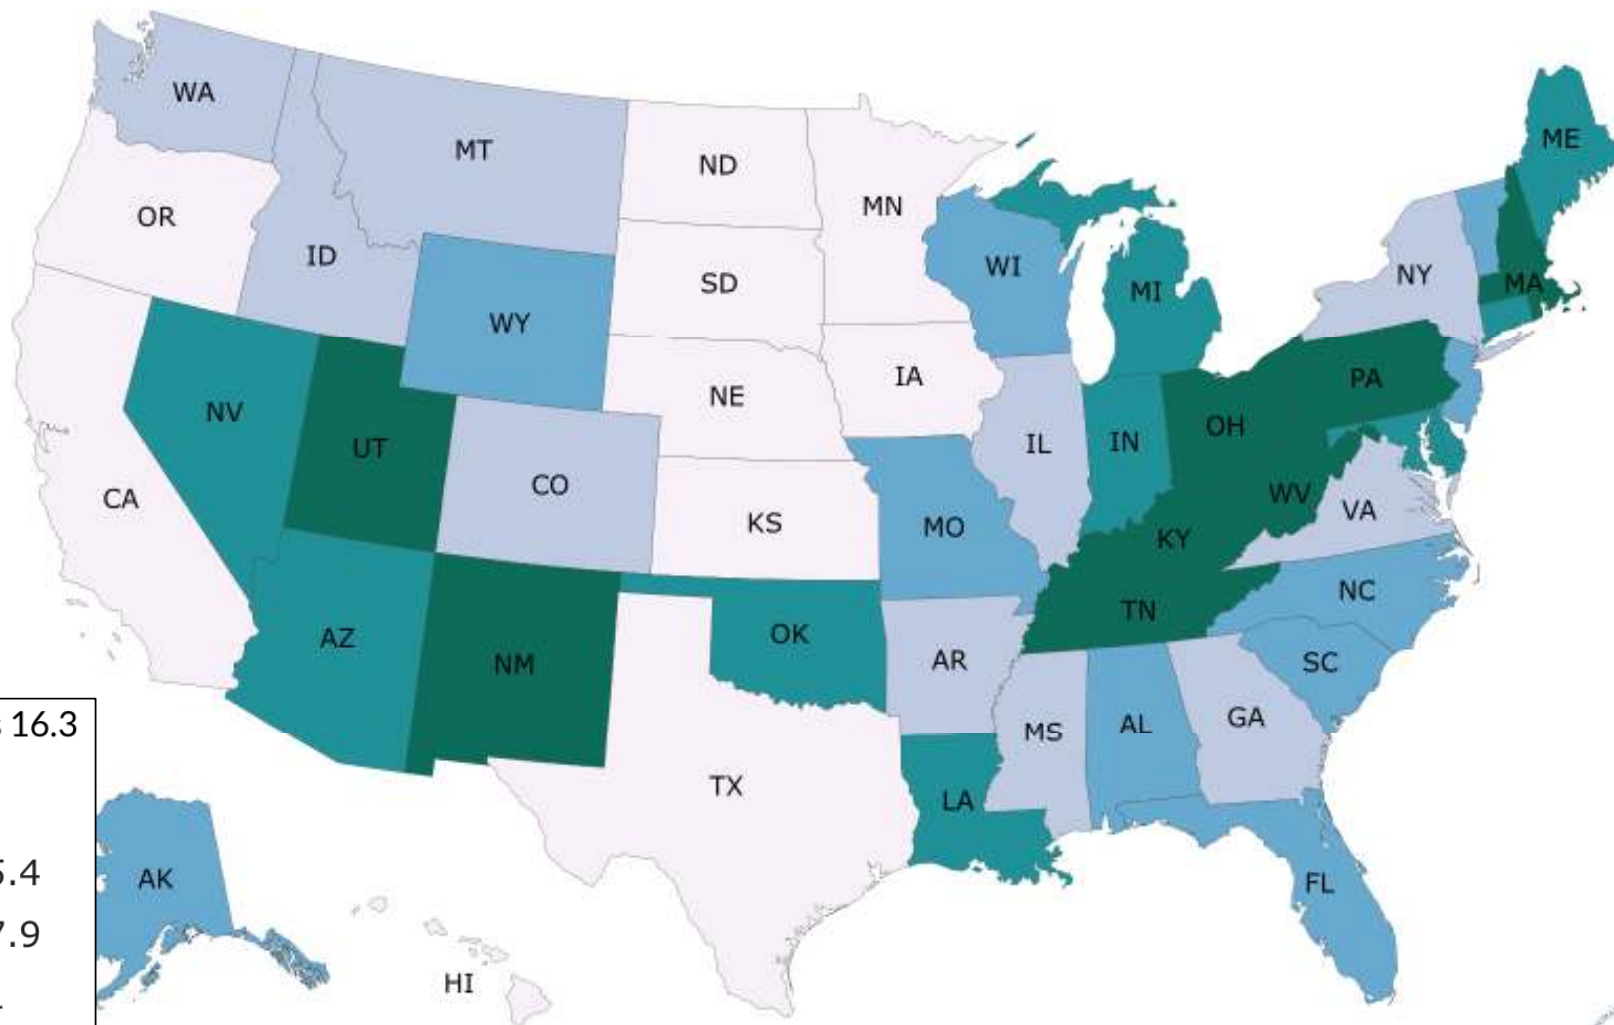 WA
MT
ND
MN
ME
OR
ID
SD
WI
MI
NY
MA
WY
NE
IA
PA
NV
UT
CO
IL
IN
OH
WV
VA
CA
KS
MO
KY
NC
AZ
NM
OK
TN
AR
SC
MS
AL
GA
16.3
TX
LA
AK
FL
HI